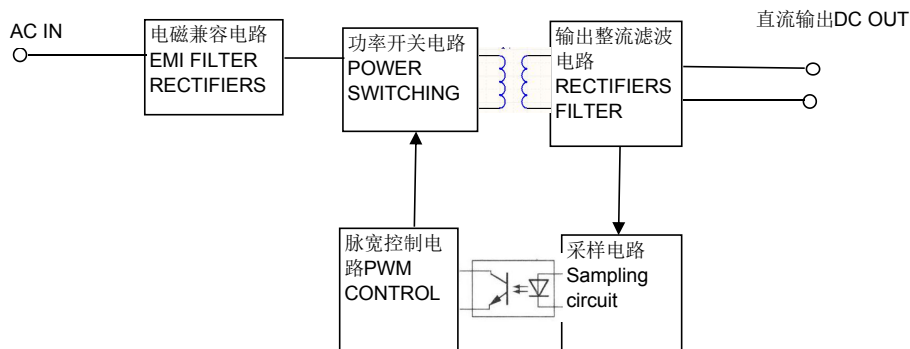 AC IN
电磁兼容电路
EMI FILTER
RECTIFIERS
功率开关电路
POWER
SWITCHING
输出整流滤波
电路
RECTIFIERS
FILTER
直流输出DC OUT
脉宽控制电
路PWM
CONTROL
采样电路
Sampling
circuit